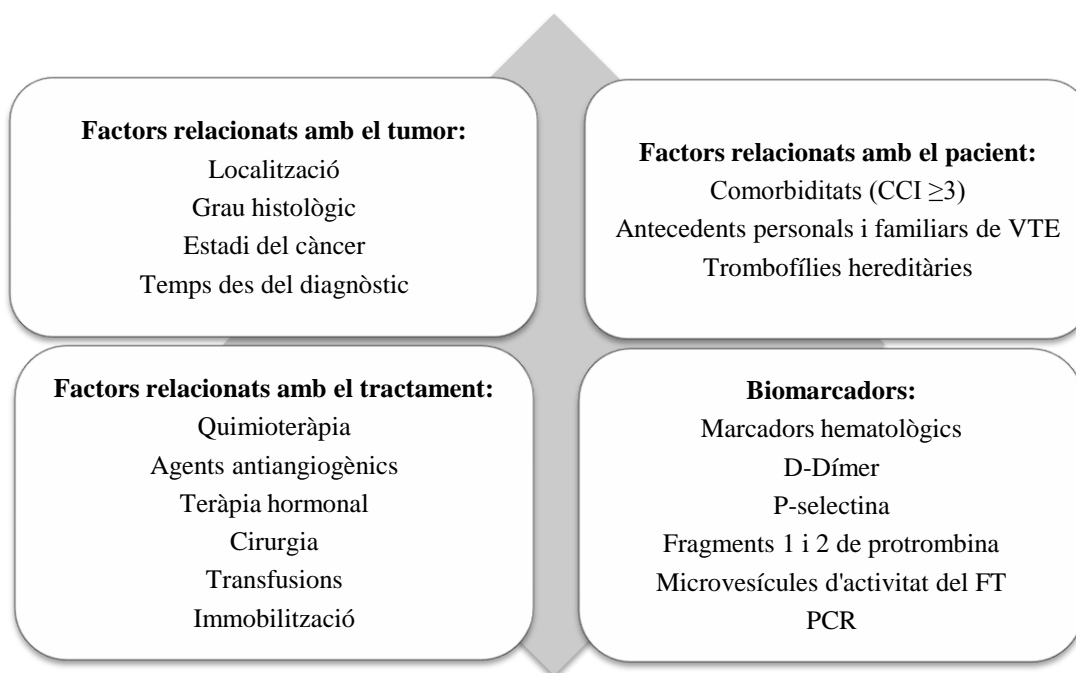 Factors relacionats amb el tumor:
Localització
Grau histològic
Estadi del càncer
Temps des del diagnòstic
Factors relacionats amb el pacient:
Comorbiditats (CCI ≥3)
Antecedents personals i familiars de VTE
Trombofílies hereditàries
Factors relacionats amb el tractament:
Quimioteràpia
Agents antiangiogènics
Teràpia hormonal
Cirurgia
Transfusions
Immobilització
Biomarcadors:
Marcadors hematològics
D-Dímer
P-selectina
Fragments 1 i 2 de protrombina
Microvesícules d'activitat del FT
PCR